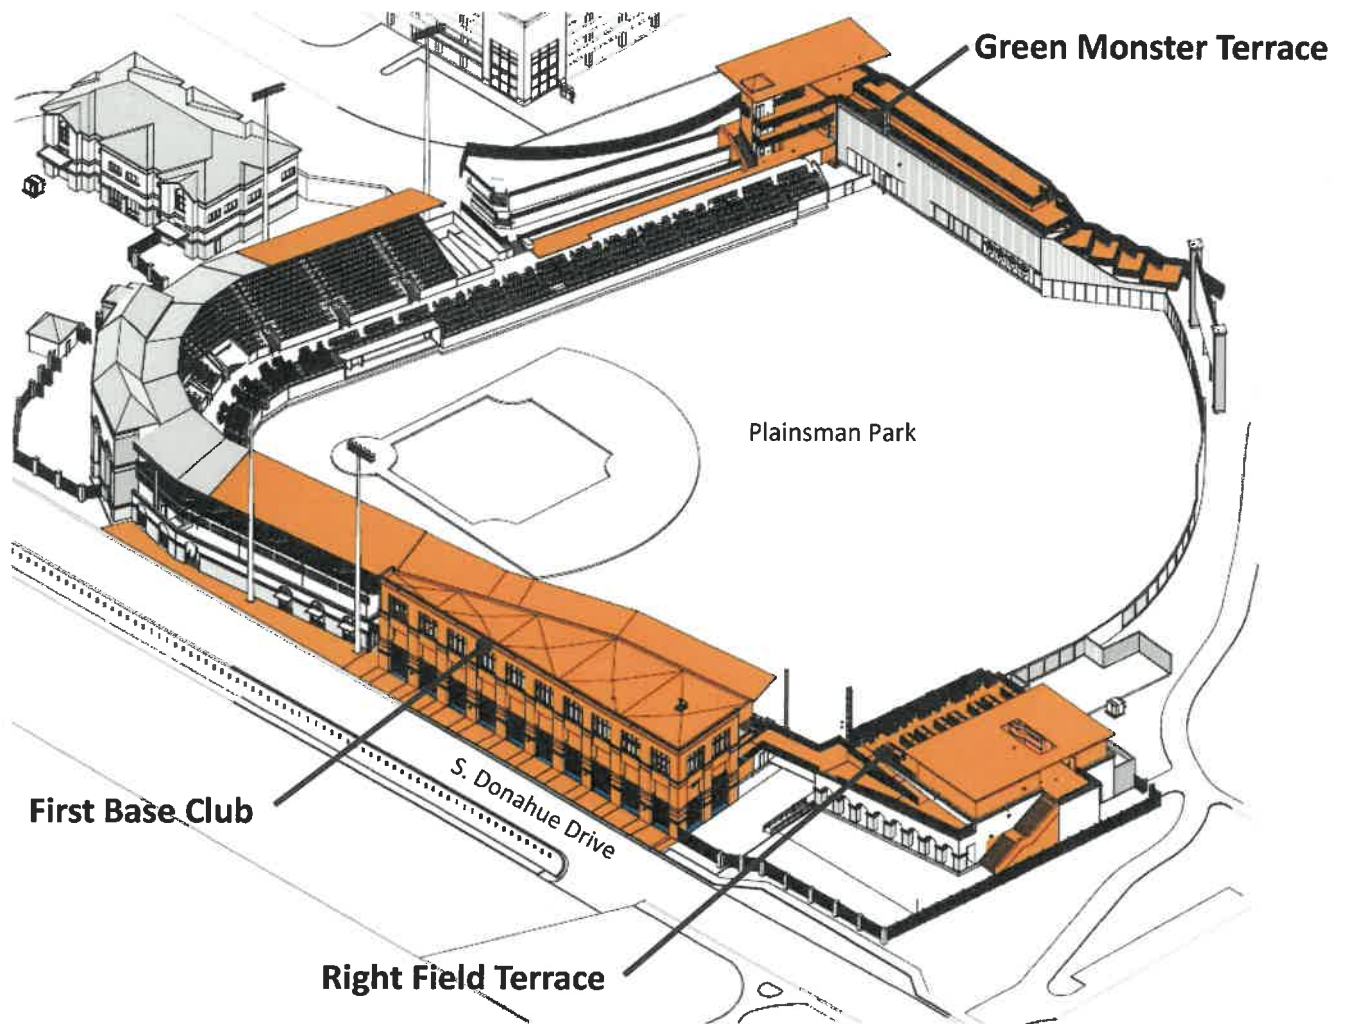 Green Monster Terrace
Plainsman Park
First Base Club
S. Donahue Drive
Right Field Terrace